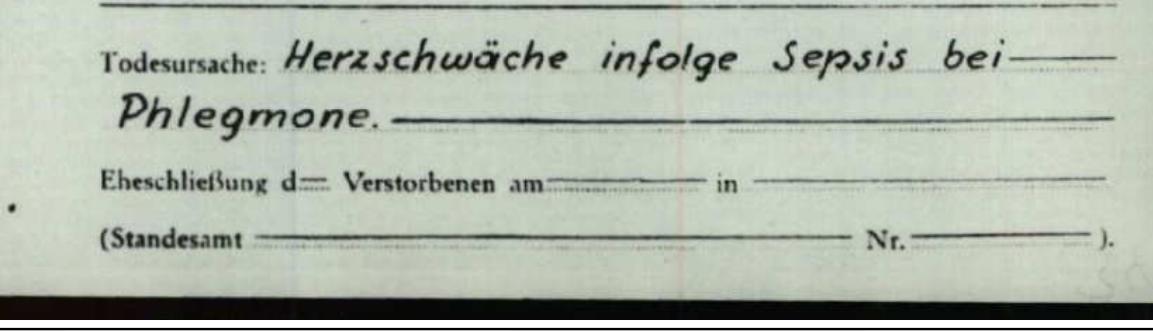 Todesursache: Herzschwäche infolge Sepsis bei
Phlegmone.
Eheschließung d Verstorbenen am in
(Standesamt Nr. ).